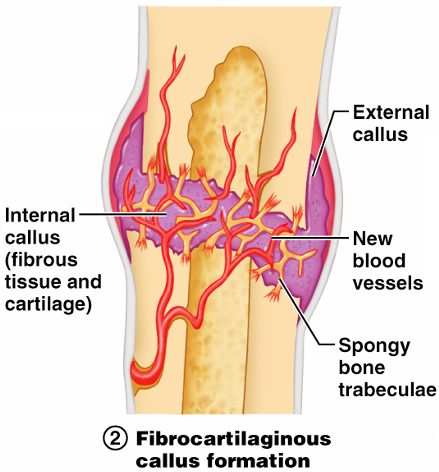 External
callus
Internal
callus
(fibrous
tissue and
cartilage)
New
blood
vessels
Spongy
bone
trabeculae
② Fibrocartilaginous
callus formation